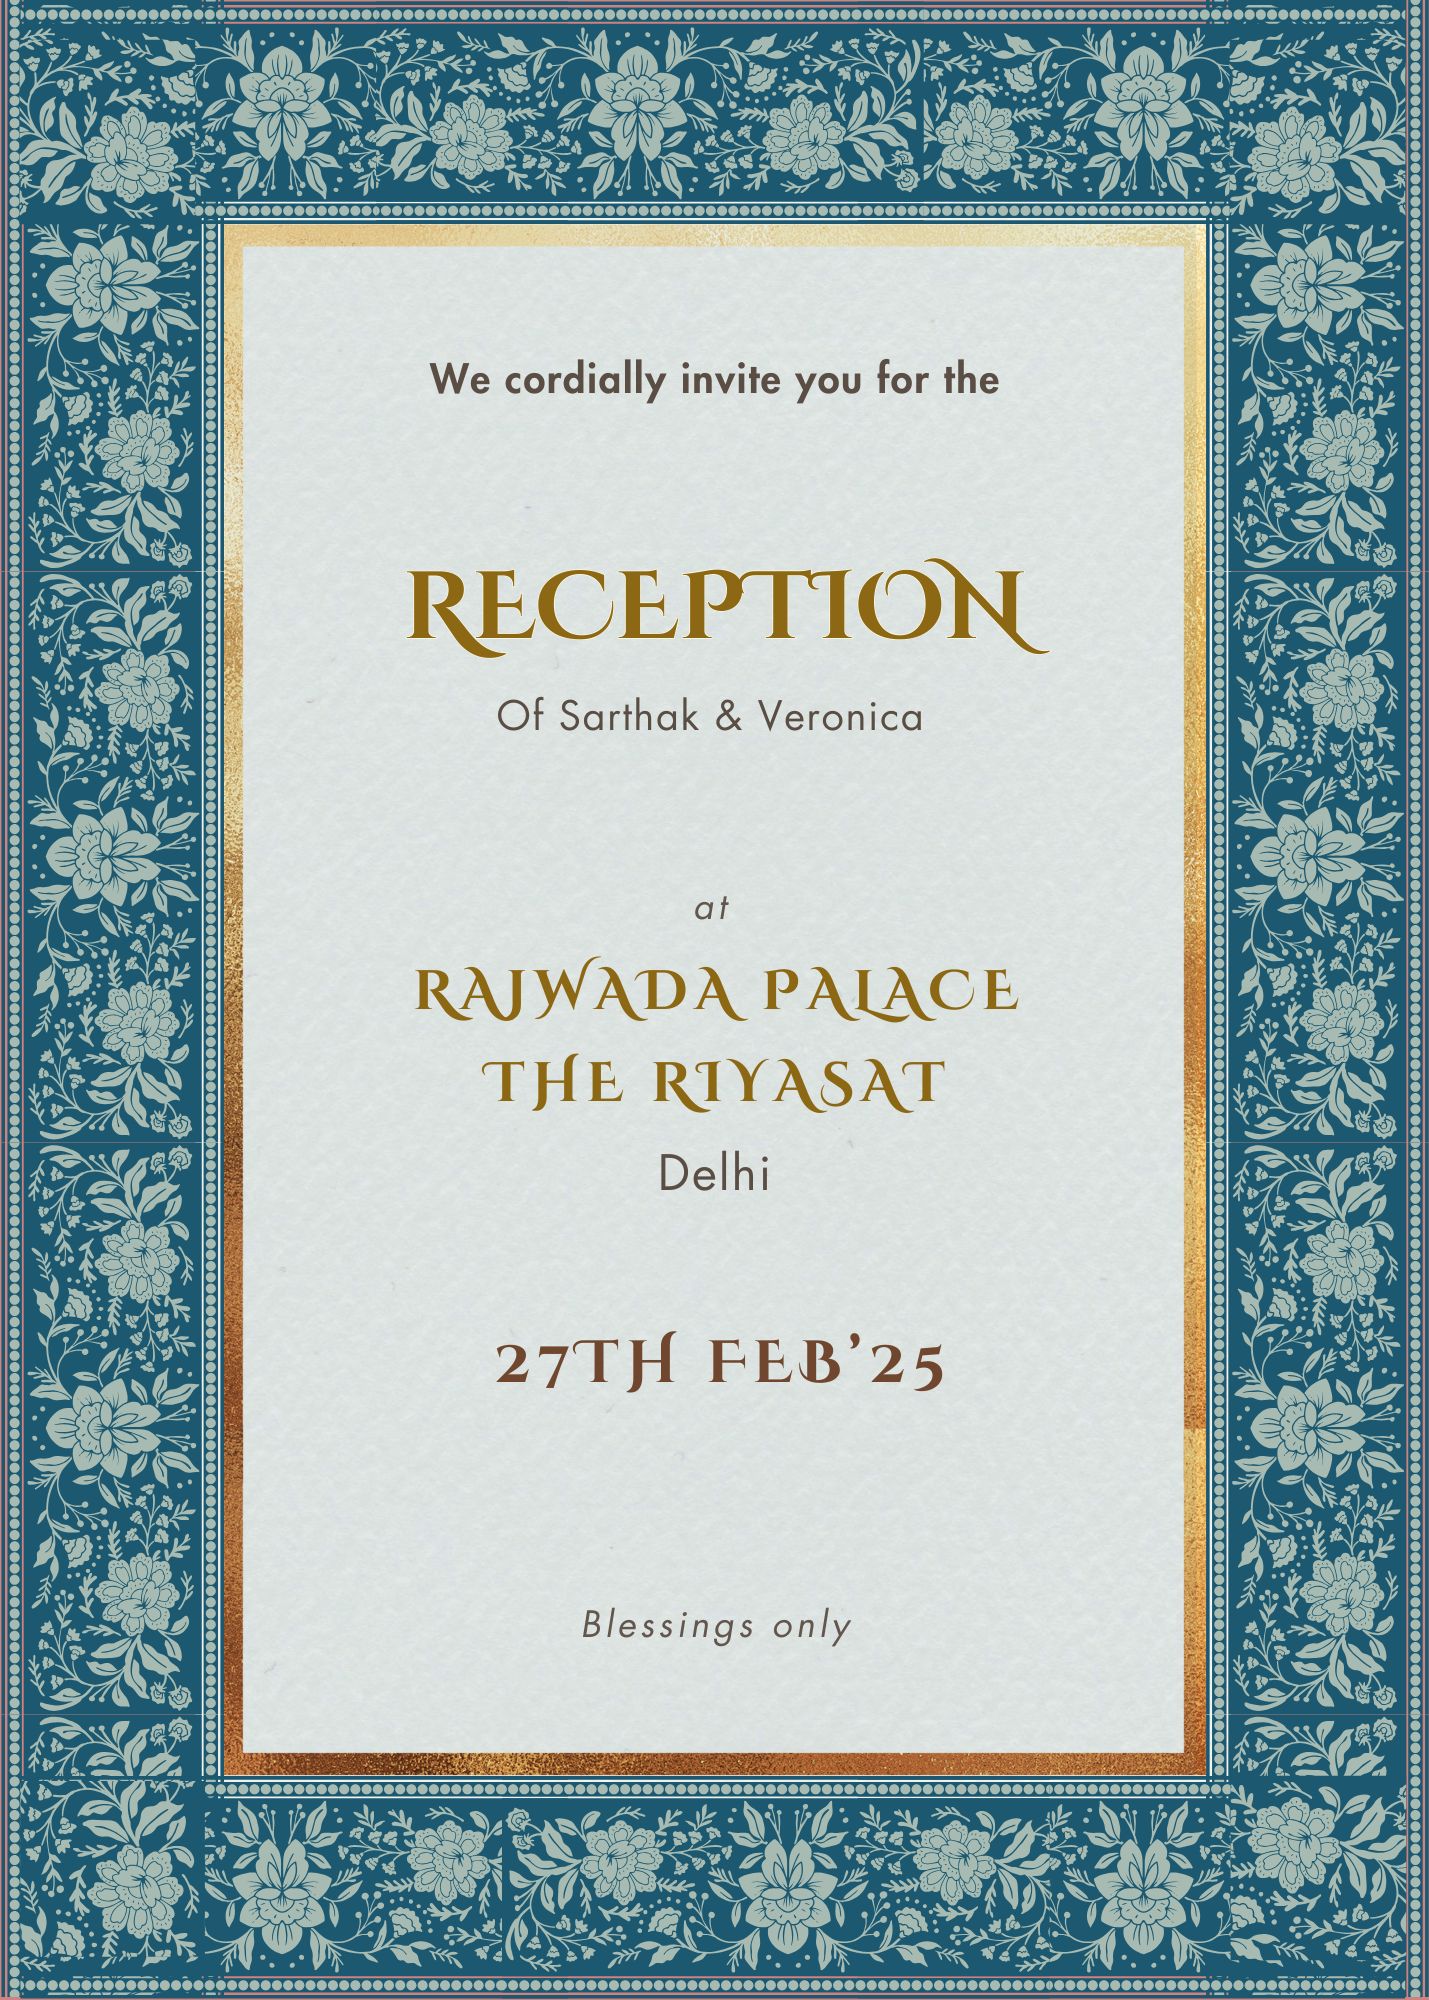 We cordially invite you for the
RECEPTION
Of Sarthak & Veronica
at
RAJWADA PALACE
THE RIYASAT
Delhi
27TH FEB'25
Blessings only